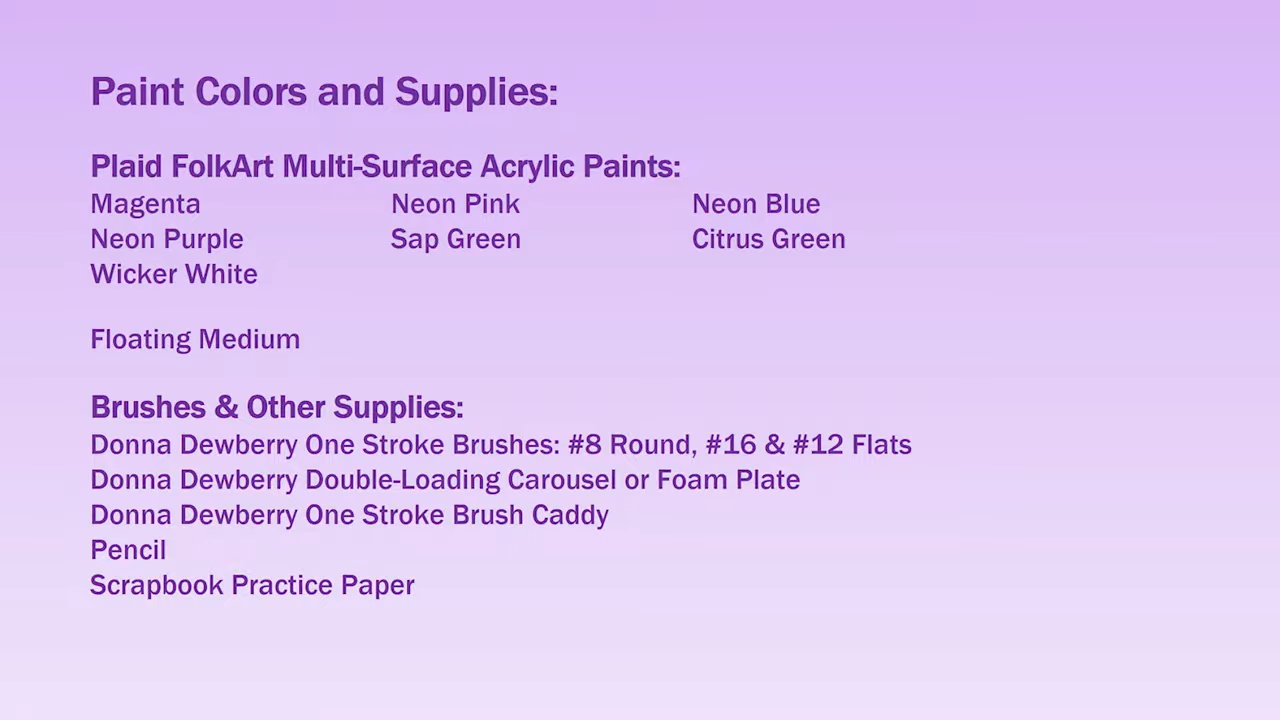 Paint Colors and Supplies:
Plaid FolkArt Multi-Surface Acrylic Paints:
Magenta Neon Pink Neon Blue
Neon Purple Sap Green Citrus Green
Wicker White
Floating Medium
Brushes & Other Supplies:
Donna Dewberry One Stroke Brushes: #8 Round, #16 & #12 Flats
Donna Dewberry Double-Loading Carousel or Foam Plate
Donna Dewberry One Stroke Brush Caddy
Pencil
Scrapbook Practice Paper